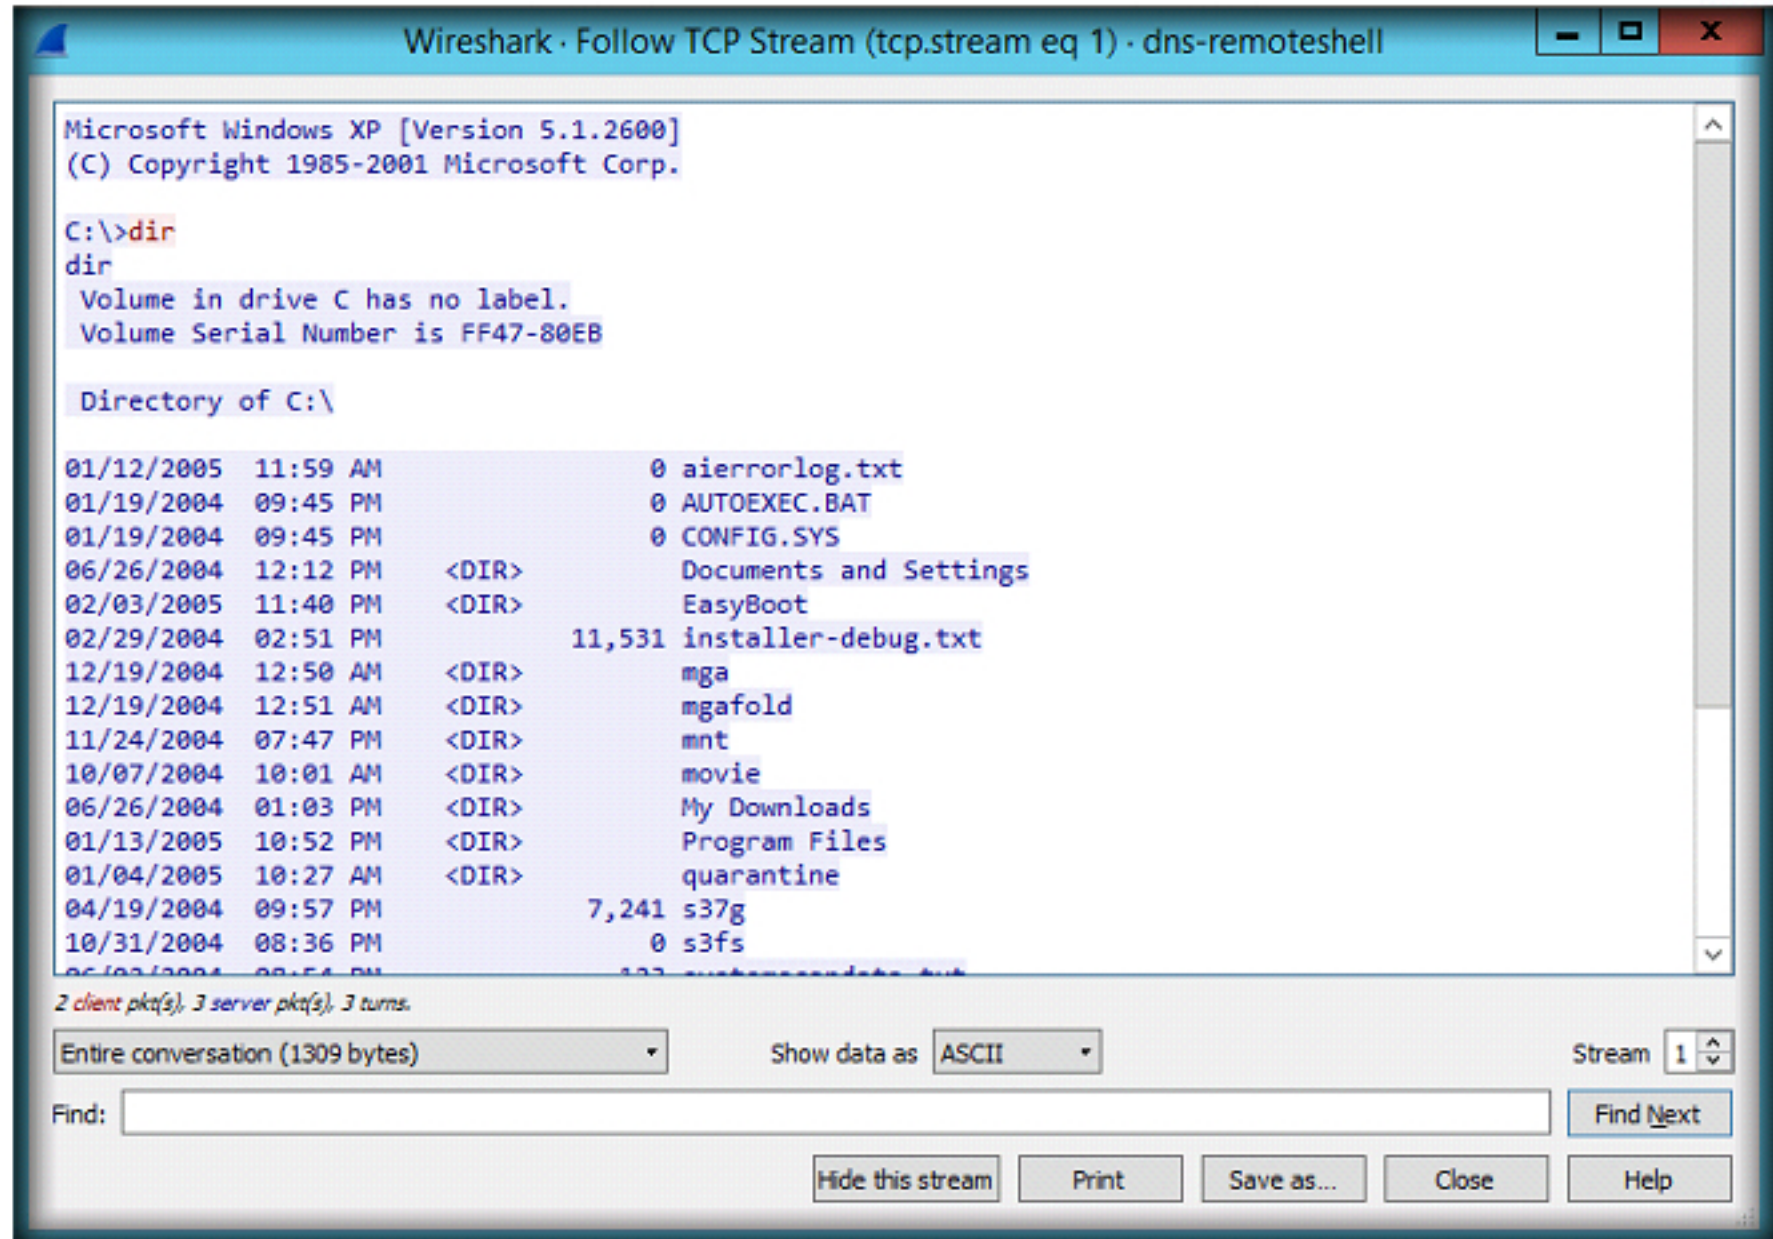 Wireshark · Follow TCP Stream (tcp.stream eq 1) · dns-remoteshell
Microsoft Windows XP [Version 5.1.2600]
(C) Copyright 1985-2001 Microsoft Corp.
C:\>dir
dir
Volume in drive C has no label.
Volume Serial Number is FF47-80EB
Directory of C:\
01/12/2005 11:59 AM 0 aierrorlog.txt
01/19/2004 09:45 PM 0 AUTOEXEC.BAT
01/19/2004 09:45 PM 0 CONFIG.SYS
06/26/2004 12:12 PM <DIR> Documents and Settings
02/03/2005 11:40 PM <DIR> EasyBoot
02/29/2004 02:51 PM 11,531 installer-debug.txt
12/19/2004 12:50 AM <DIR> mga
12/19/2004 12:51 AM <DIR> mgafold
11/24/2004 07:47 PM <DIR> mnt
10/07/2004 10:01 AM <DIR> movie
06/26/2004 01:03 PM <DIR> My Downloads
01/13/2005 10:52 PM <DIR> Program Files
01/04/2005 10:27 AM <DIR> quarantine
04/19/2004 09:57 PM 7,241 s37g
10/31/2004 08:36 PM 0 s3fs
2 client pkt(s), 3 server pkt(s), 3 turns.
Entire conversation (1309 bytes) Show data as ASCII Stream 1
Find: Find Next
Hide this stream Print Save as... Close Help